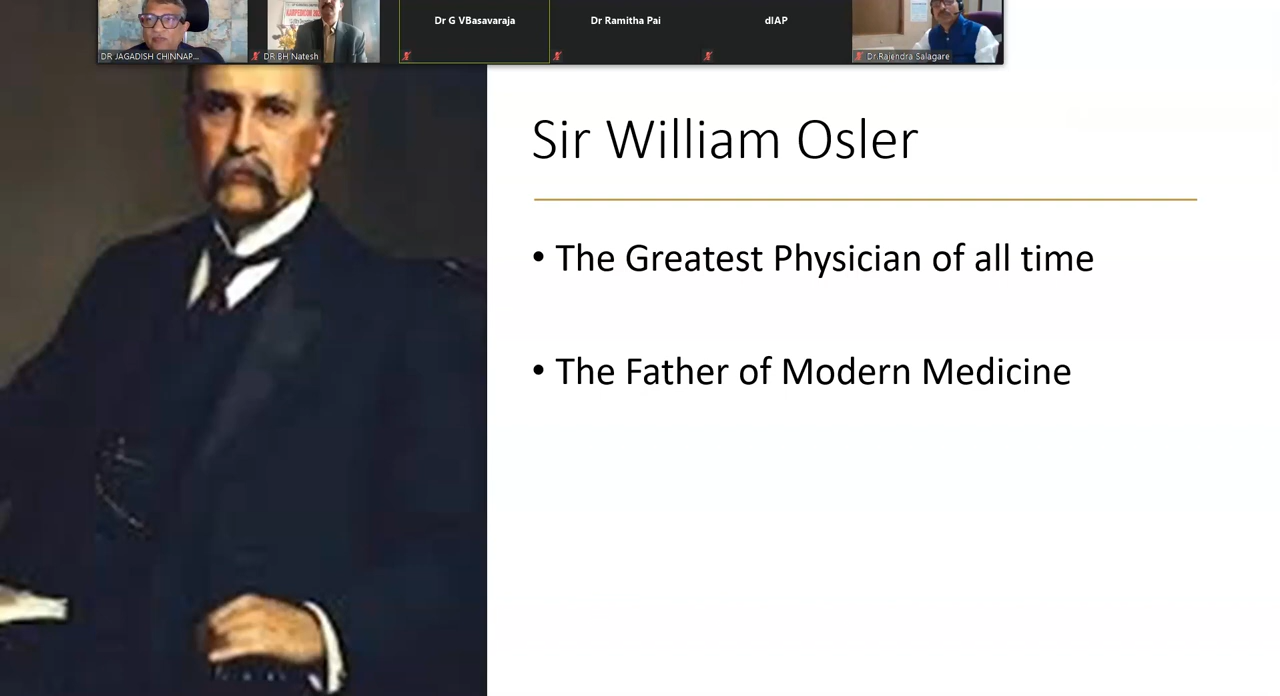 Dr G VBasavaraja
Dr Ramitha Pai
dIAP
DR JAGADISH CHINNAP...
DR BH Natesh
Dr.Rajendra Salagare
Sir William Osler
• The Greatest Physician of all time
• The Father of Modern Medicine